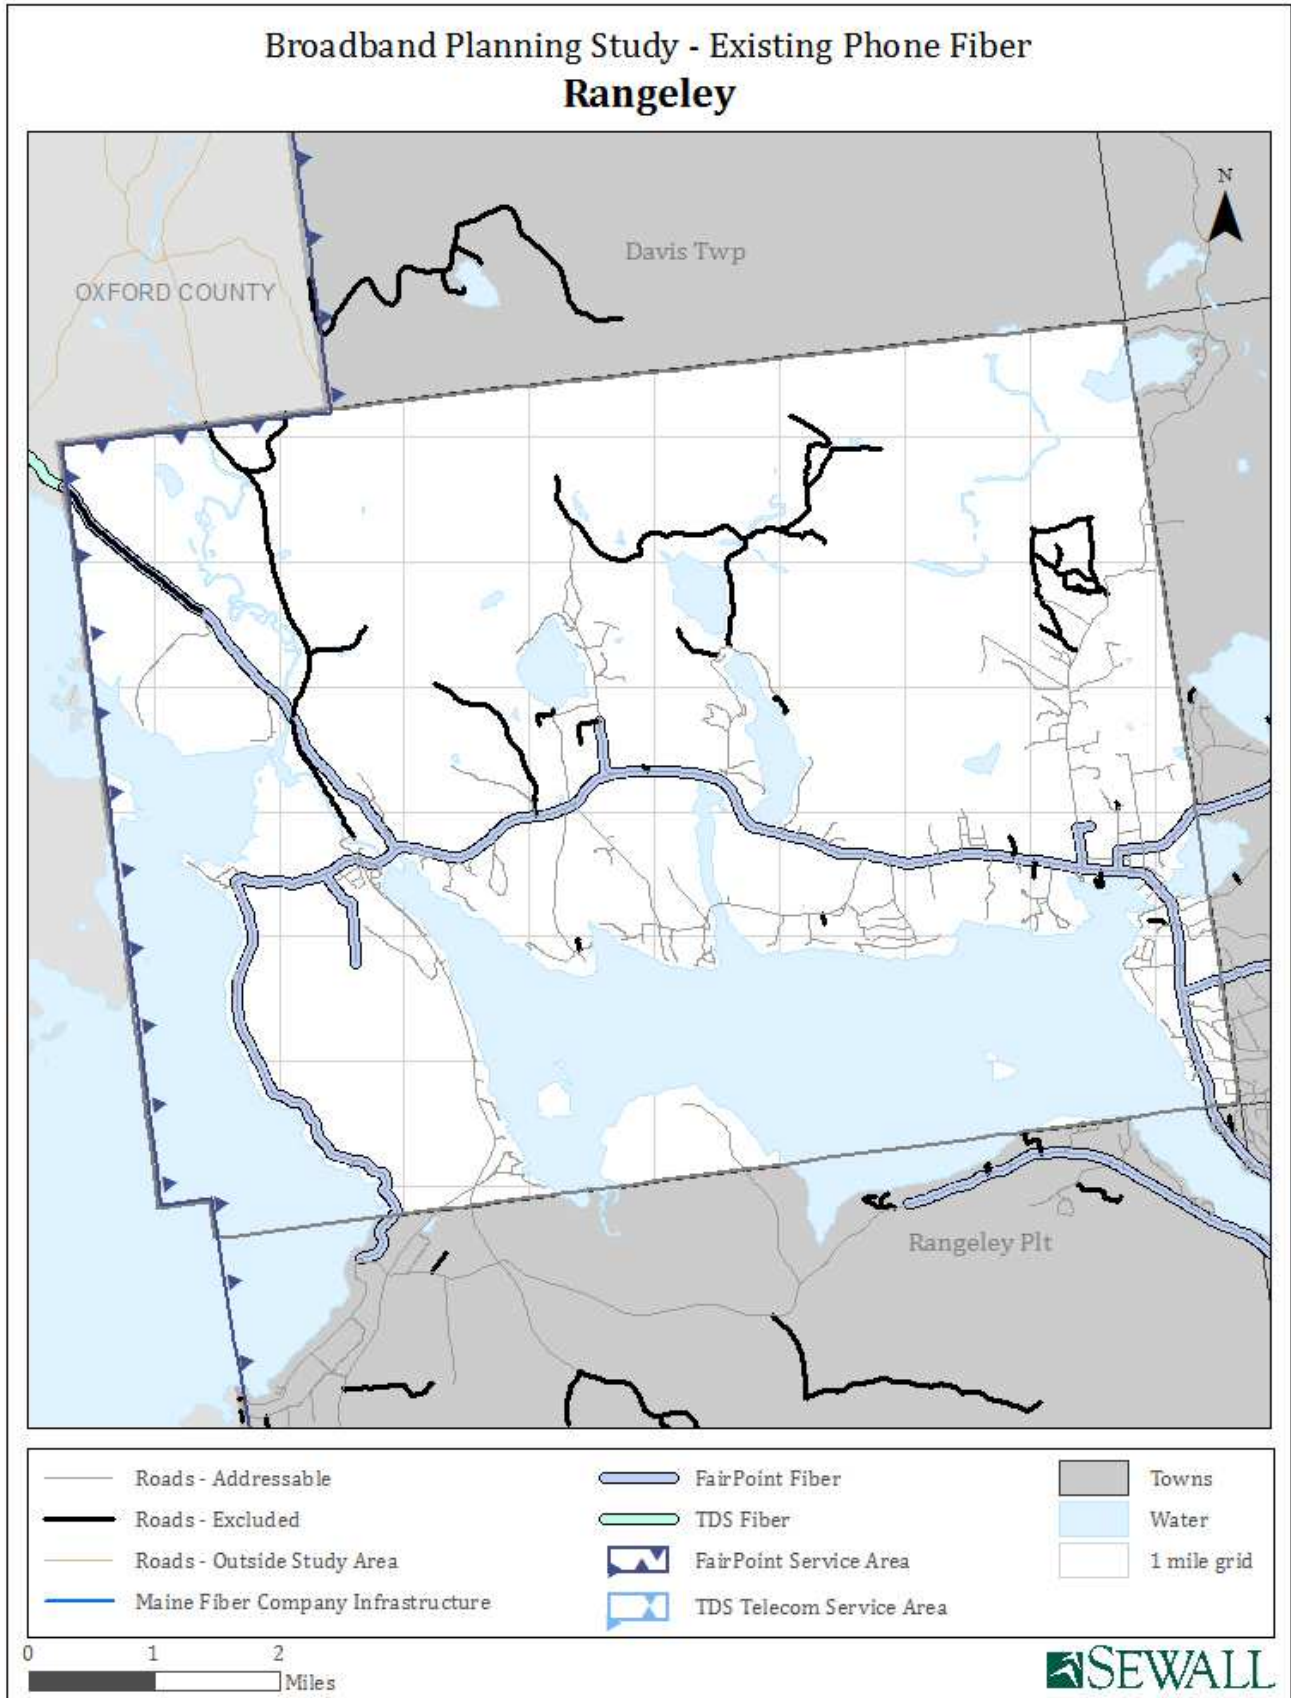 Broadband Planning Study - Existing Phone Fiber
Rangeley
N
Davis Twp
OXFORD COUNTY
Rangeley Plt
Roads - Addressable
Roads - Excluded
Roads - Outside Study Area
Maine Fiber Company Infrastructure
FairPoint Fiber
TDS Fiber
FairPoint Service Area
TDS Telecom Service Area
Towns
Water
1 mile grid
0 1 2
Miles
SEWALL